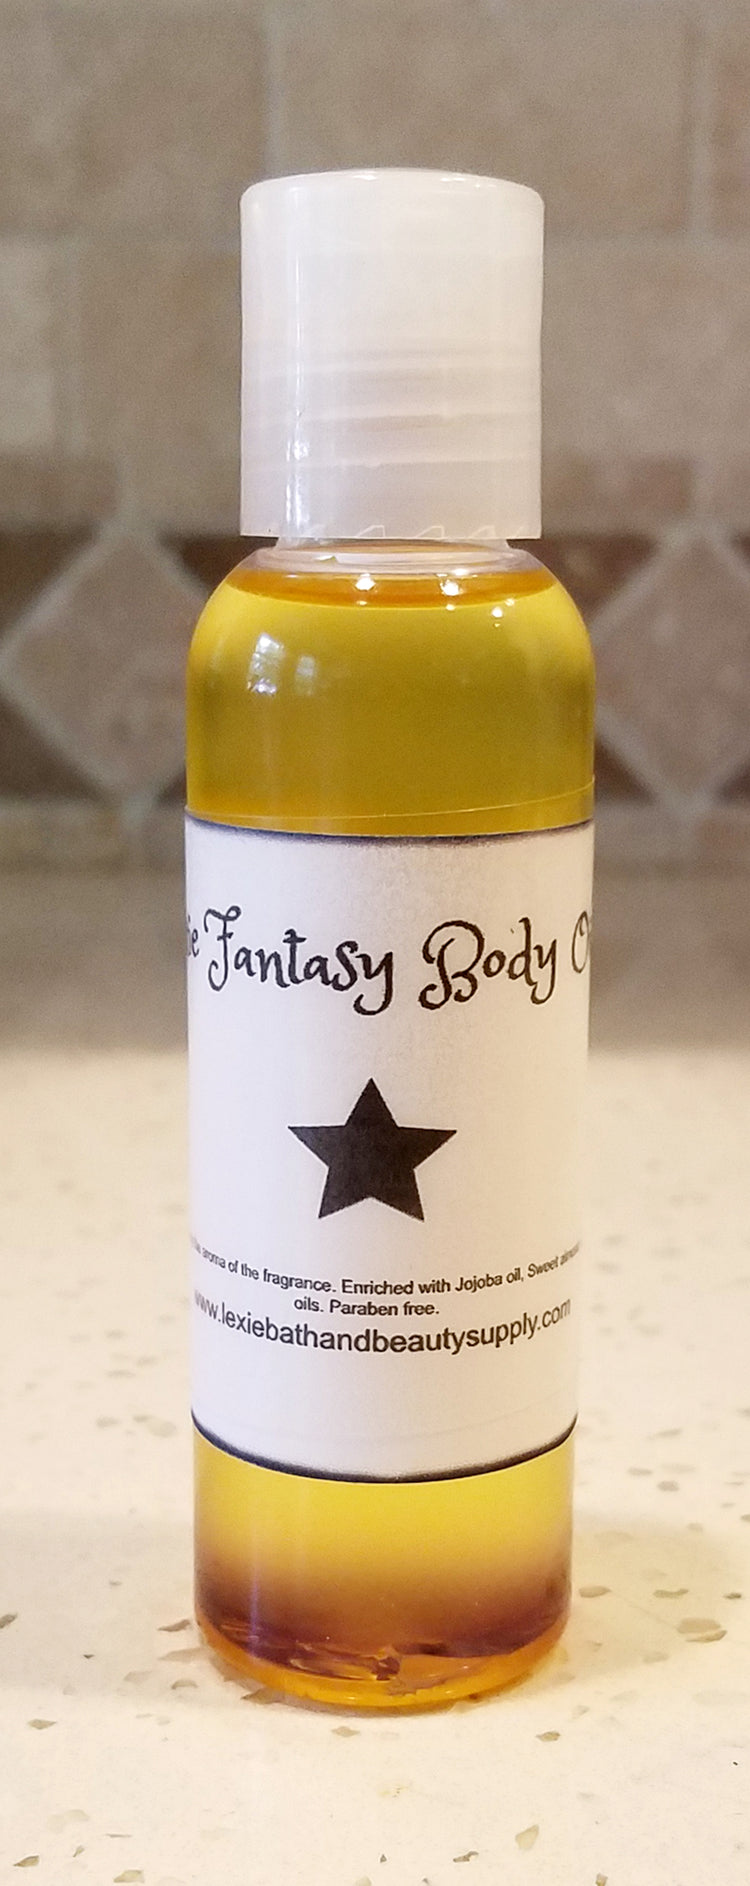 Fantasy Body
aroma of the fragrance. Enriched with Jojoba oil, Sweet
oils. Paraben free.
www.lexiebathandbeautysupply.com